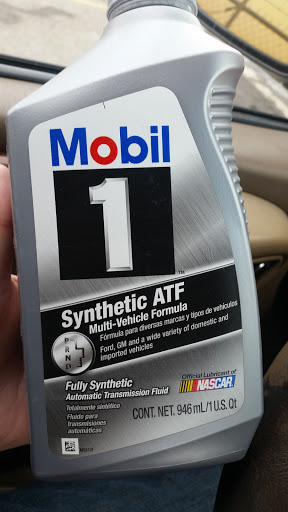 Mobil
1
™
Synthetic ATF
Multi-Vehicle Formula
Fórmula para diversas marcas y tipos de vehículos
Ford, GM and a wide variety of domestic and
imported vehicles
P
R
N
D
Fully Synthetic
Automatic Transmission Fluid
Totalmente sintético
Fluido para
transmisiones
automáticas
Official Lubricant of
NASCAR
CONT. NET. 946 mL/1 U.S. Qt